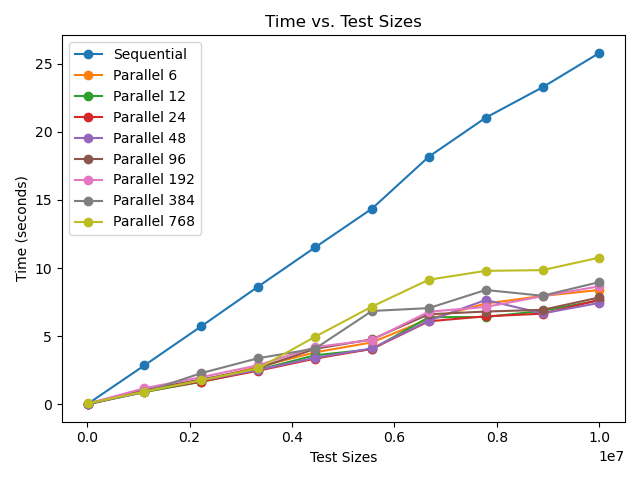 Time vs. Test Sizes
Time (seconds)
25
20
15
10
5
0
Sequential
Parallel 6
Parallel 12
Parallel 24
Parallel 48
Parallel 96
Parallel 192
Parallel 384
Parallel 768
0.0 0.2 0.4 0.6 0.8 1.0
1e7
Test Sizes